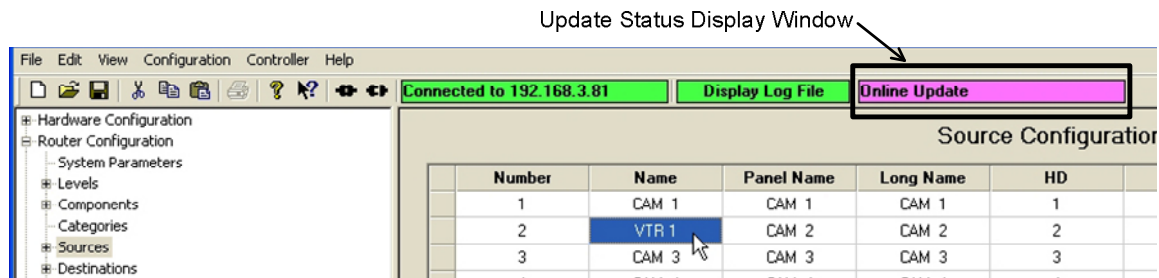 Update Status Display Window
File Edit View Configuration Controller Help
Connected to 192.168.3.81 Display Log File Online Update
Hardware Configuration
Router Configuration
System Parameters
Levels
Components
Categories
Sources
Destinations
Source Configuration
Number Name Panel Name Long Name HD
1 CAM 1 CAM 1 CAM 1 1
2 VTR 1 CAM 2 CAM 2 2
3 CAM 3 CAM 3 CAM 3 3